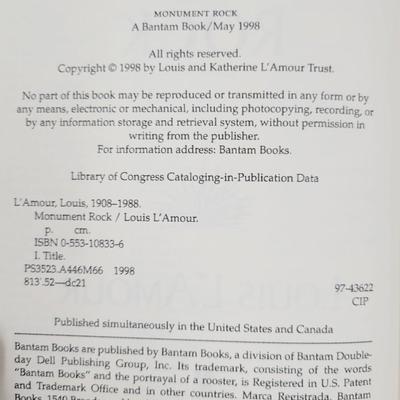 MONUMENT ROCK
A Bantam Book/May 1998
All rights reserved.
Copyright © 1998 by Louis and Katherine L'Amour Trust.
No part of this book may be reproduced or transmitted in any form or by
any means, electronic or mechanical, including photocopying, recording, or
by any information storage and retrieval system, without permission in
writing from the publisher.
For information address: Bantam Books.
Library of Congress Cataloging-in-Publication Data
L'Amour, Louis, 1908-1988.
Monument Rock / Louis L'Amour.
p. cm.
ISBN 0-553-10833-6
I. Title.
PS3523.A446M66 1998
813'.52—dc21 97-43622
CIP
Published simultaneously in the United States and Canada
Bantam Books are published by Bantam Books, a division of Bantam Double-
day Dell Publishing Group, Inc. Its trademark, consisting of the words
"Bantam Books" and the portrayal of a rooster, is Registered in U.S. Patent
and Trademark Office and in other countries. Marca Registrada. Bantam
Books, 1540